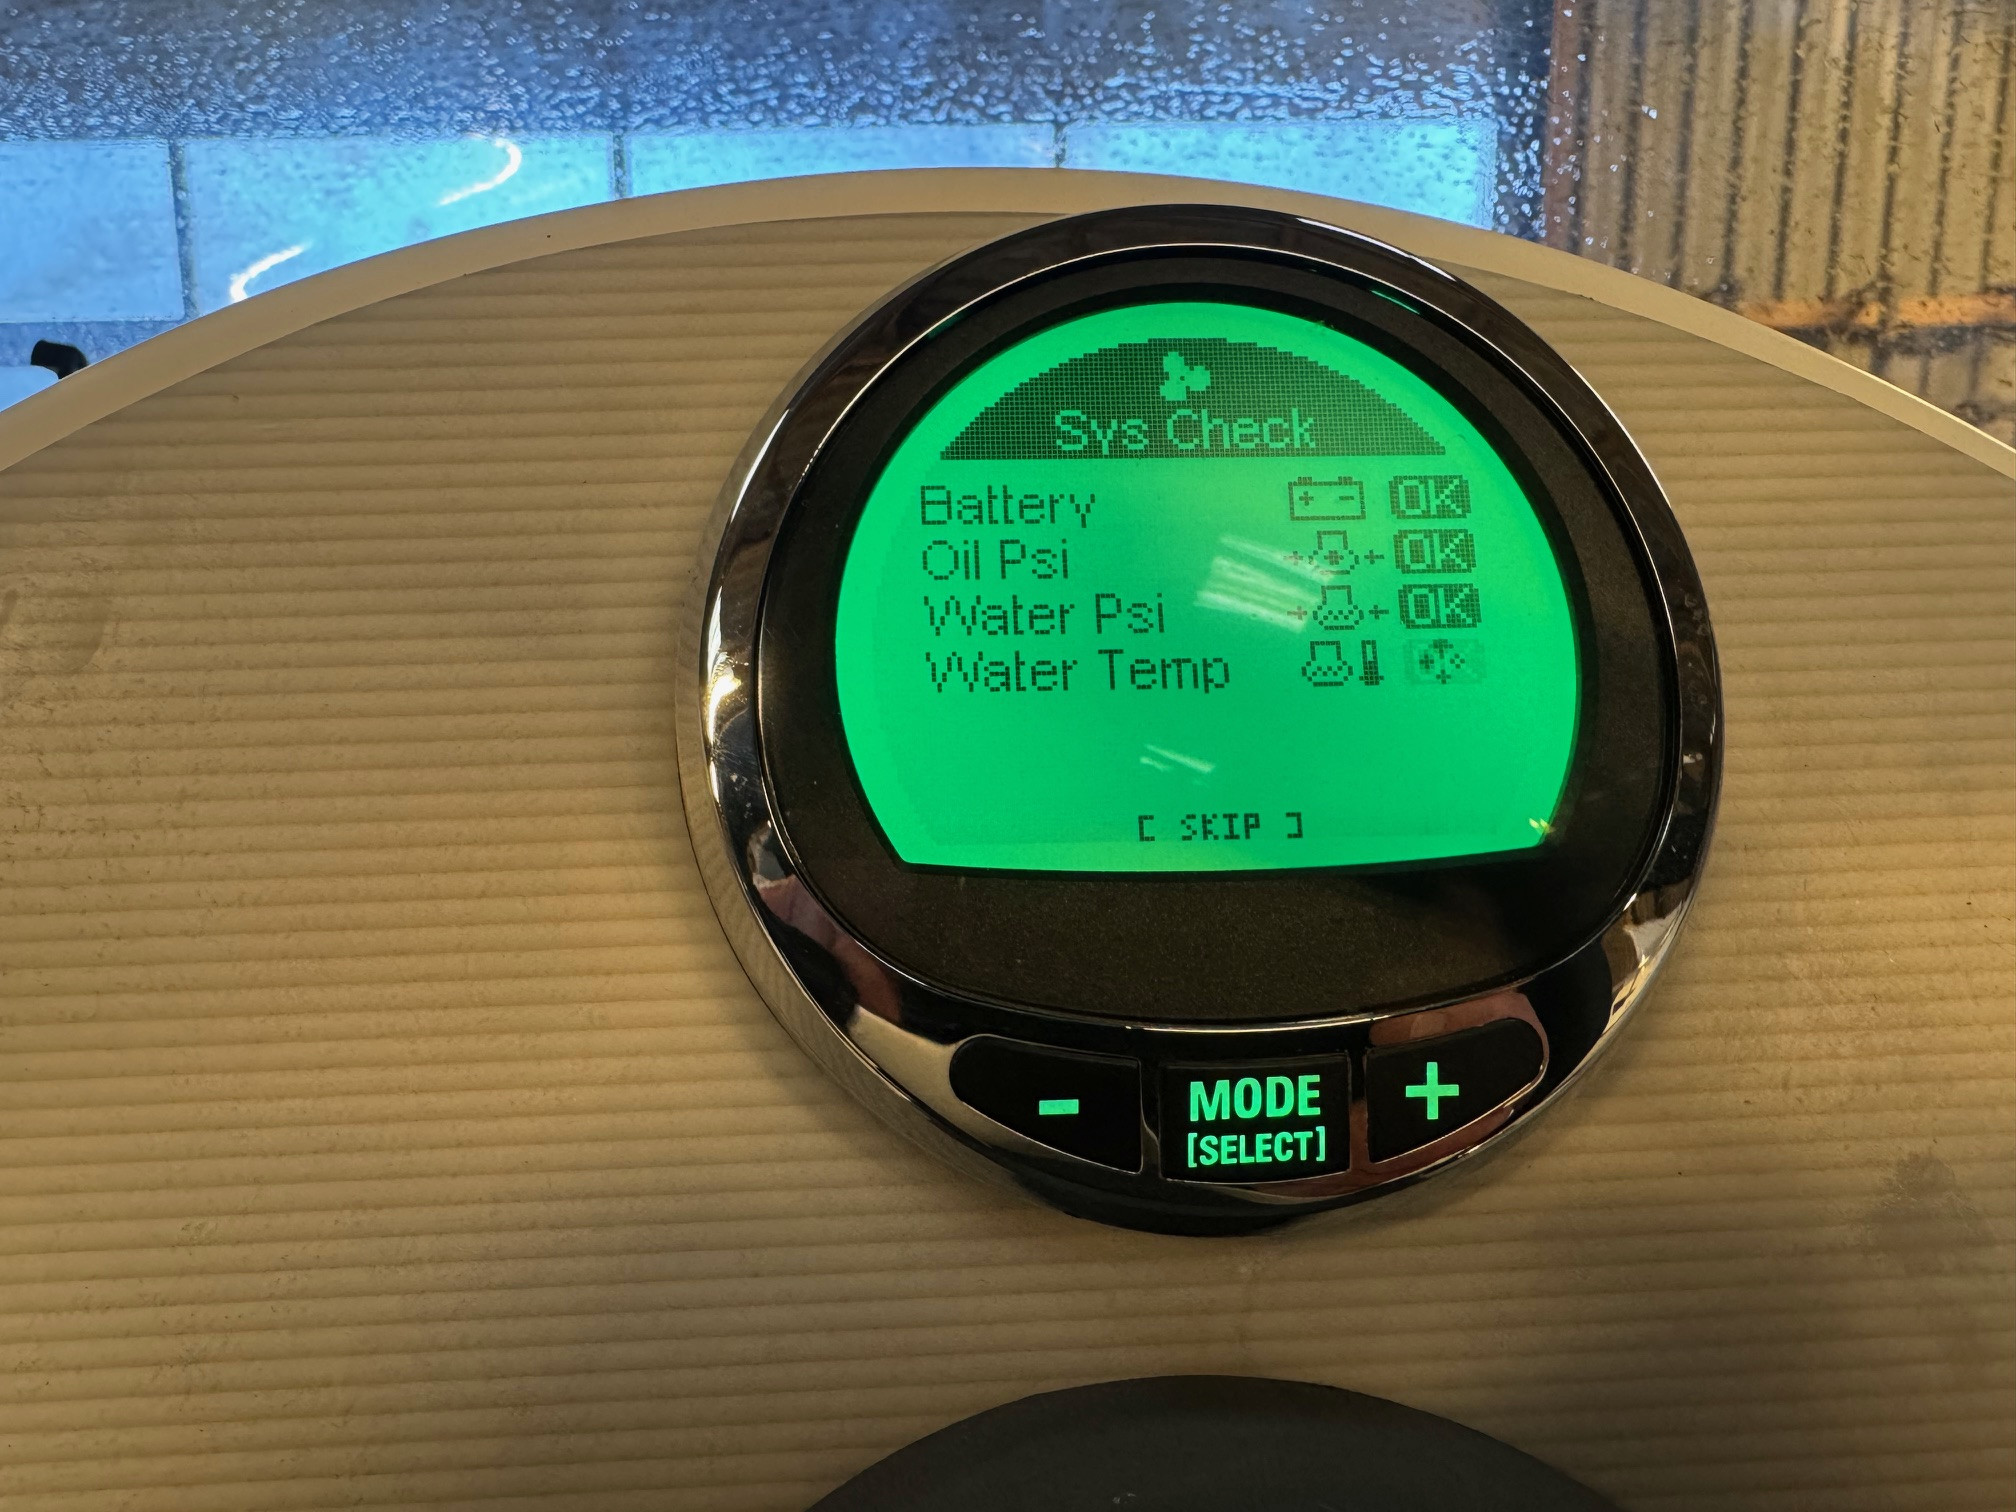 Sys Check
Battery + - OK
Oil Psi OK
Water Psi OK
Water Temp
[ SKIP ]
- MODE +
[SELECT]